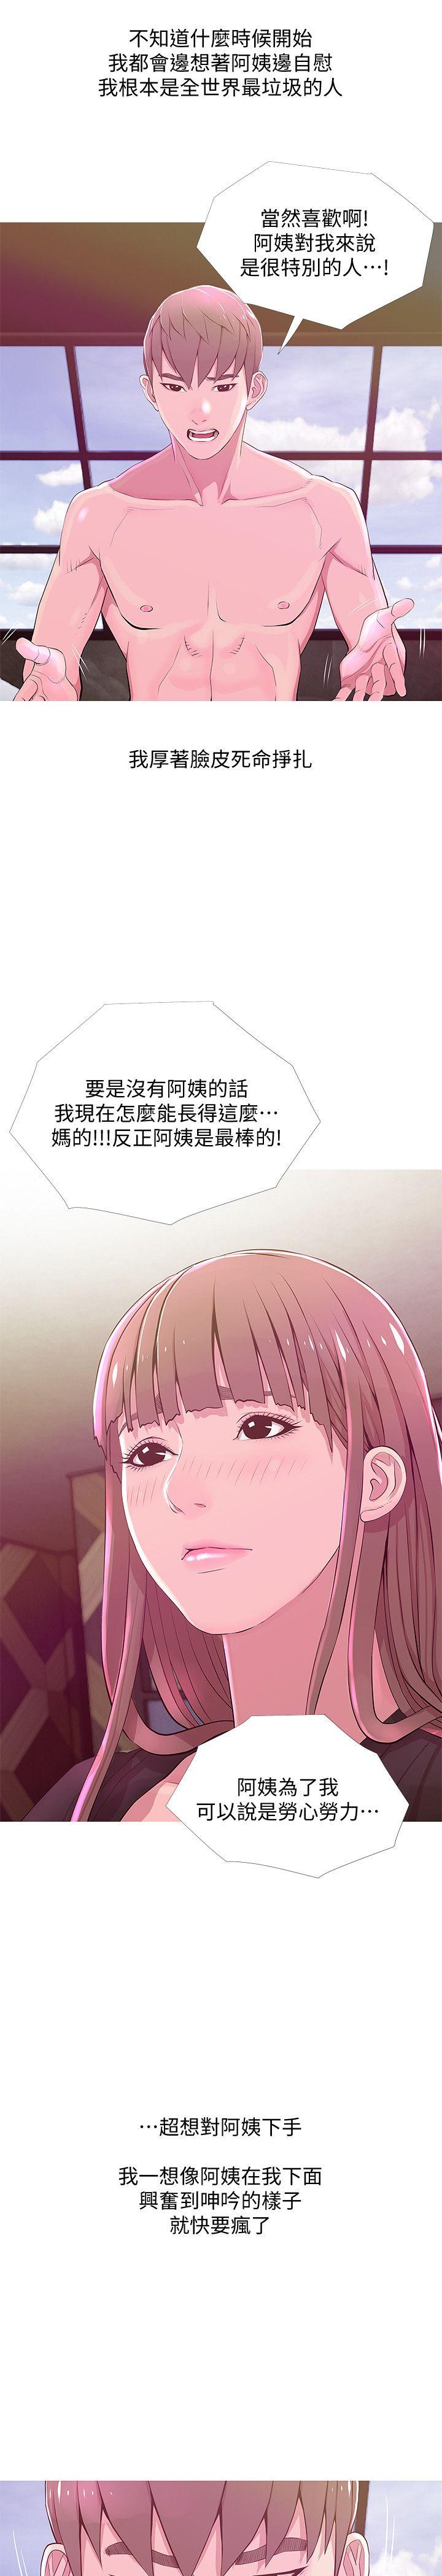 不知道什麼時候開始
我都會邊想著阿姨邊自慰
我根本是全世界最垃圾的人
當然喜歡啊!
阿姨對我來說
是很特別的人…!
我厚著臉皮死命掙扎
要是沒有阿姨的話
我現在怎麼能長得這麼…
媽的!!!反正阿姨是最棒的!
阿姨為了我
可以說是勞心勞力…
…超想對阿姨下手
我一想像阿姨在我下面
興奮到呻吟的樣子
就快要瘋了